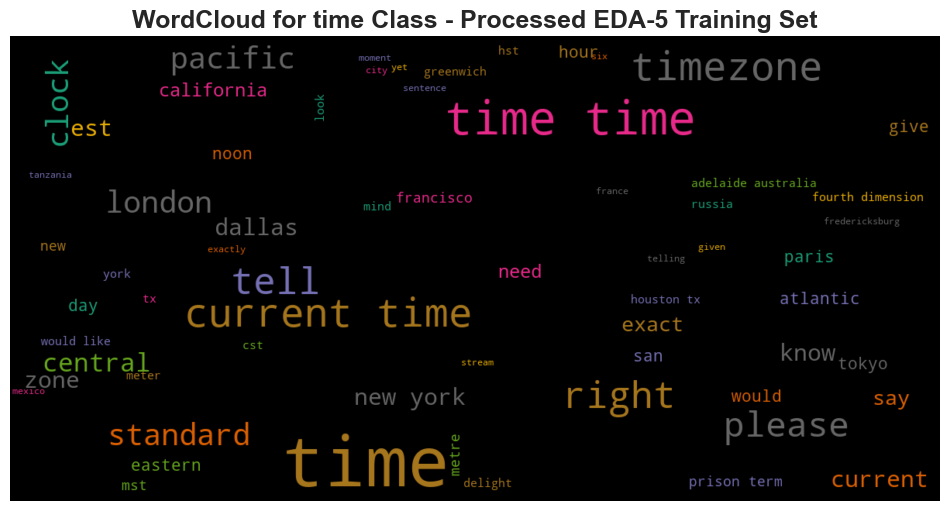 WordCloud for time Class - Processed EDA-5 Training Set
moment
hst
hour
six
pacific
timezone
city
yet
greenwich
clock
california
sentence
look
time time
est
give
noon
tanzania
adelaide australia
france
fourth dimension
london
francisco
mind
russia
fredericksburg
dallas
new
exactly
given
telling
paris
york
tell
need
tx
day
current time
houston tx
atlantic
exact
would like
cst
san
know
central
stream
tokyo
zone
meter
mexico
new york
right
would
say
please
standard
time
metre
eastern
mst
delight
prison term
current